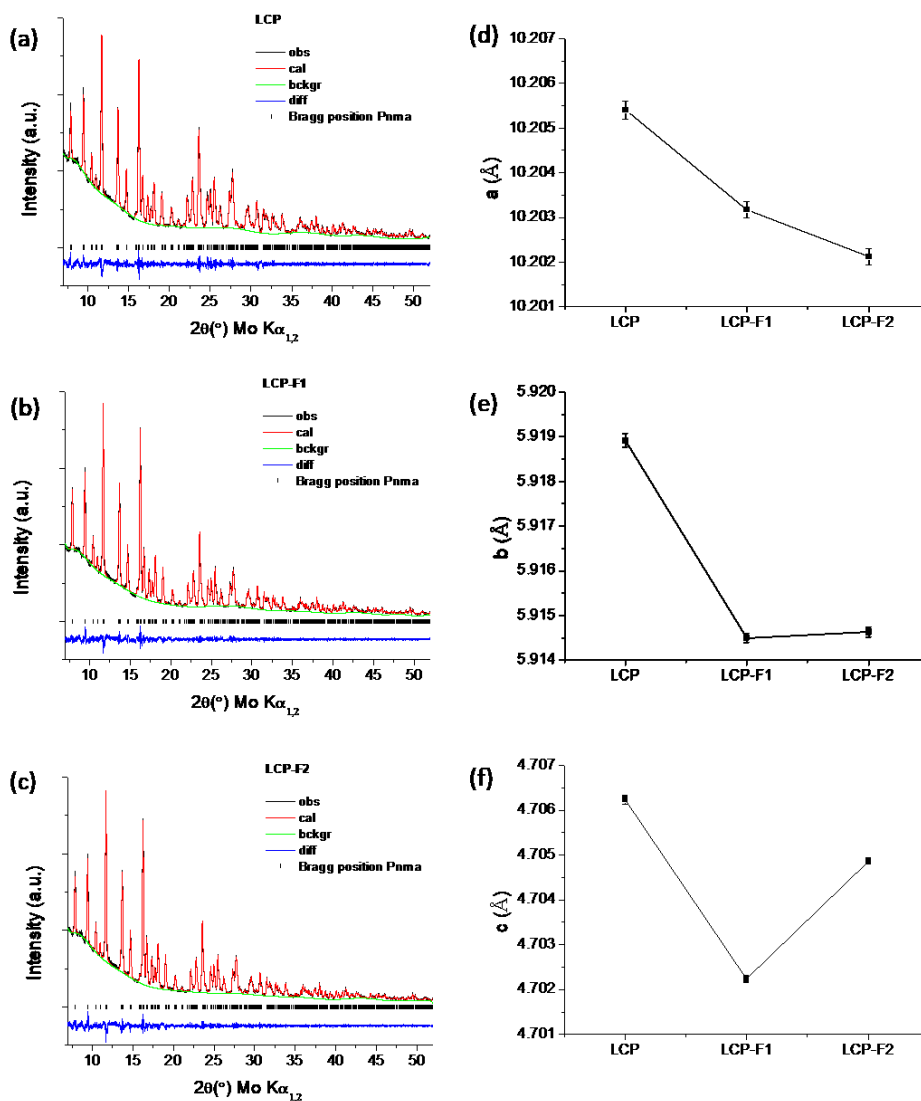 (a)
LCP
obs
cal
bckgr
diff
Bragg position Pnma
Intensity (a.u.)
10 15 20 25 30 35 40 45 50
2θ(°) Mo Kα1,2
(d)
10.207
10.206
10.205
10.204
10.203
10.202
10.201
a (Å)
LCP LCP-F1 LCP-F2
(b)
LCP-F1
obs
cal
bckgr
diff
Bragg position Pnma
Intensity (a.u.)
10 15 20 25 30 35 40 45 50
2θ(°) Mo Kα1,2
(e)
5.920
5.919
5.918
5.917
5.916
5.915
5.914
b (Å)
LCP LCP-F1 LCP-F2
(c)
LCP-F2
obs
cal
bckgr
diff
Bragg position Pnma
Intensity (a.u.)
10 15 20 25 30 35 40 45 50
2θ(°) Mo Kα1,2
(f)
4.707
4.706
4.705
4.704
4.703
4.702
4.701
c (Å)
LCP LCP-F1 LCP-F2